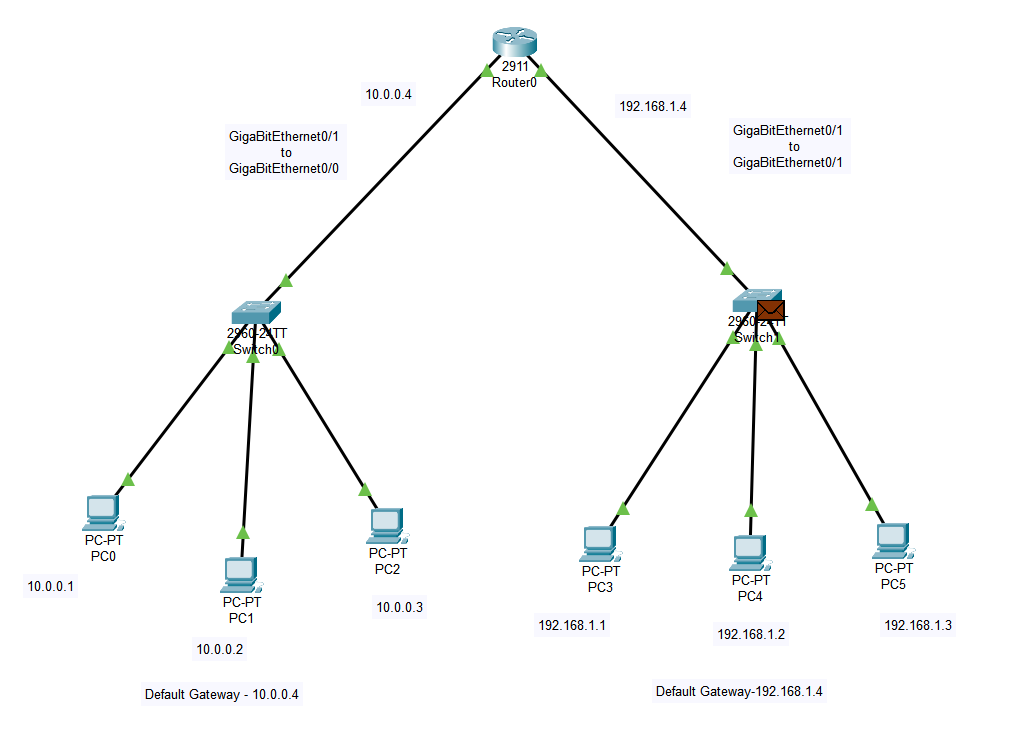 2911
Router0
10.0.0.4
192.168.1.4
GigaBitEthernet0/1
to
GigaBitEthernet0/0
GigaBitEthernet0/1
to
GigaBitEthernet0/1
2960-24TT
Switch0
2960-24TT
Switch1
PC-PT
PC0
PC-PT
PC1
PC-PT
PC2
PC-PT
PC3
PC-PT
PC4
PC-PT
PC5
10.0.0.1
10.0.0.2
10.0.0.3
192.168.1.1
192.168.1.2
192.168.1.3
Default Gateway - 10.0.0.4
Default Gateway-192.168.1.4